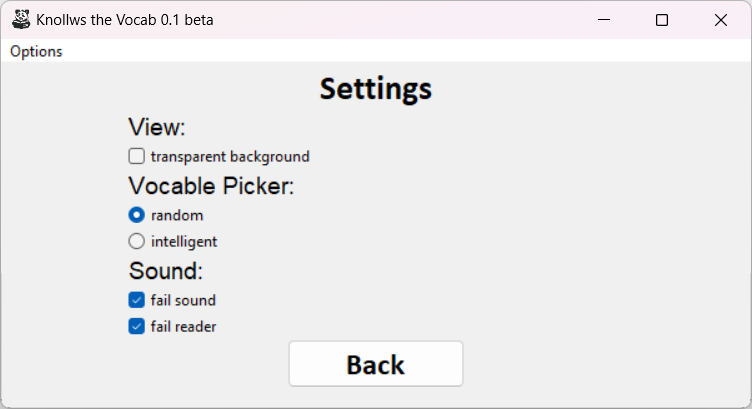 Knollws the Vocab 0.1 beta
Options
Settings
View:
transparent background
Vocable Picker:
random
intelligent
Sound:
fail sound
fail reader
Back